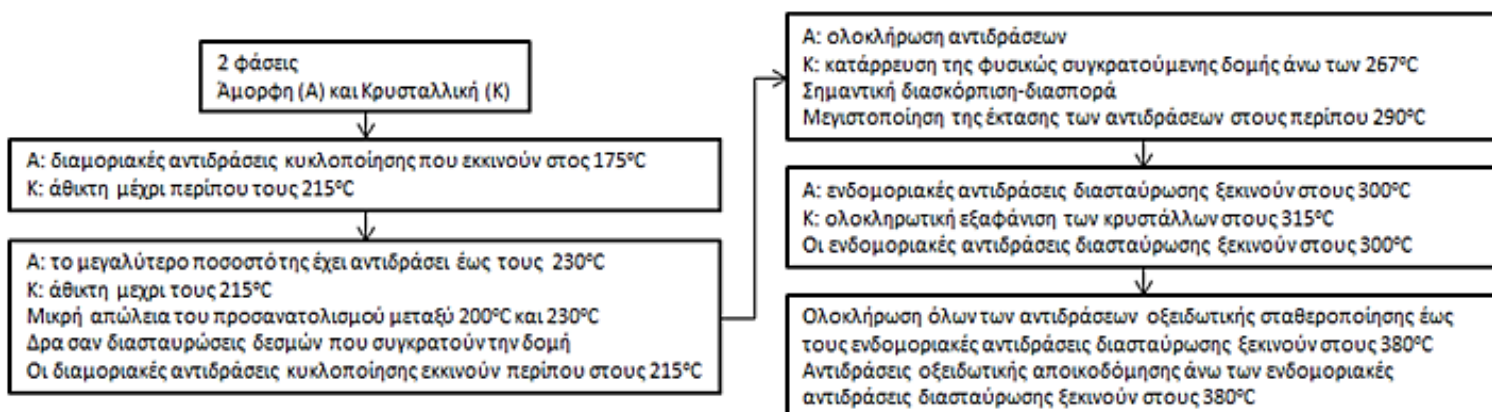 2 φάσεις
Άμορφη (Α) και Κρυσταλλική (Κ)
Α: διαμοριακές αντιδράσεις κυκλοποίησης που εκκινούν στος 175°C
Κ: άθικτη μέχρι περίπου τους 215°C
Α: το μεγαλύτερο ποσοστότης έχει αντιδράσει έως τους 230°C
Κ: άθικτη μεχρι τους 215°C
Μικρή απώλεια του προσανατολισμού μεταξύ 200°C και 230°C
Δρα σαν διασταυρώσεις δεσμών που συγκρατούν την δομή
Οι διαμοριακές αντιδράσεις κυκλοποίησης εκκινούν περίπου στους 215°C
Α: ολοκλήρωση αντιδράσεων
Κ: κατάρρευση της φυσικώς συγκρατούμενης δομής άνω των 267°C
Σημαντική διασκόρπιση-διασπορά
Μεγιστοποίηση της έκτασης των αντιδράσεων στους περίπου 290°C
Α: ενδομοριακές αντιδράσεις διασταύρωσης ξεκινούν στους 300°C
Κ: ολοκληρωτική εξαφάνιση των κρυστάλλων στους 315°C
Οι ενδομοριακές αντιδράσεις διασταύρωσης ξεκινούν στους 300°C
Ολοκλήρωση όλων των αντιδράσεων οξειδωτικής σταθεροποίησης έως
τους ενδομοριακές αντιδράσεις διασταύρωσης ξεκινούν στους 380°C
Αντιδράσεις οξειδωτικής αποικοδόμησης άνω των ενδομοριακές
αντιδράσεις διασταύρωσης ξεκινούν στους 380°C